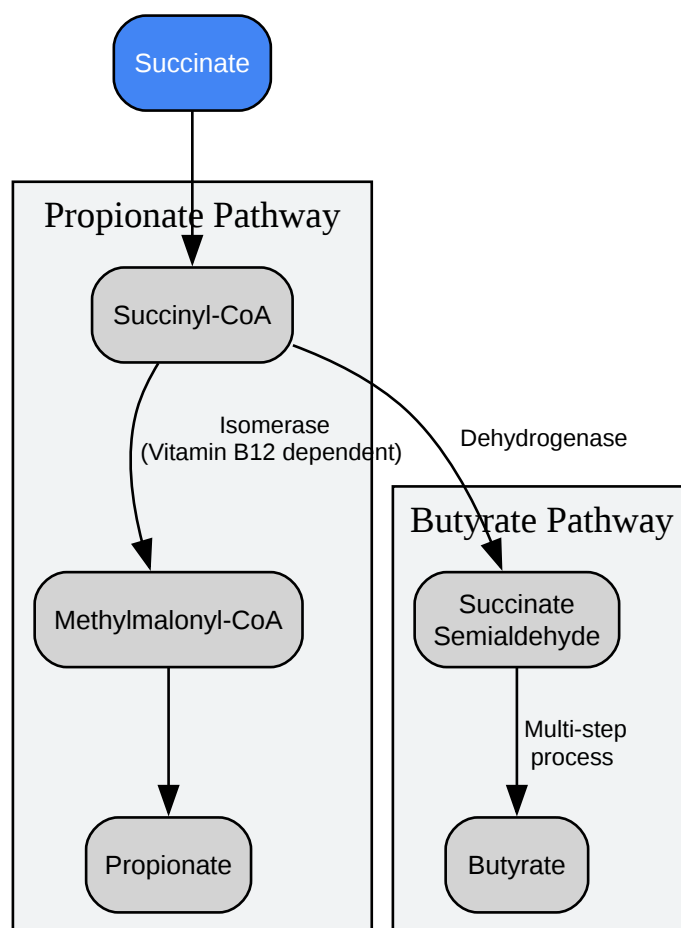 Succinate
Propionate Pathway
Succinyl-CoA
Isomerase
(Vitamin B12 dependent)
Dehydrogenase
Butyrate Pathway
Methylmalonyl-CoA
Succinate
Semialdehyde
Multi-step
process
Propionate
Butyrate